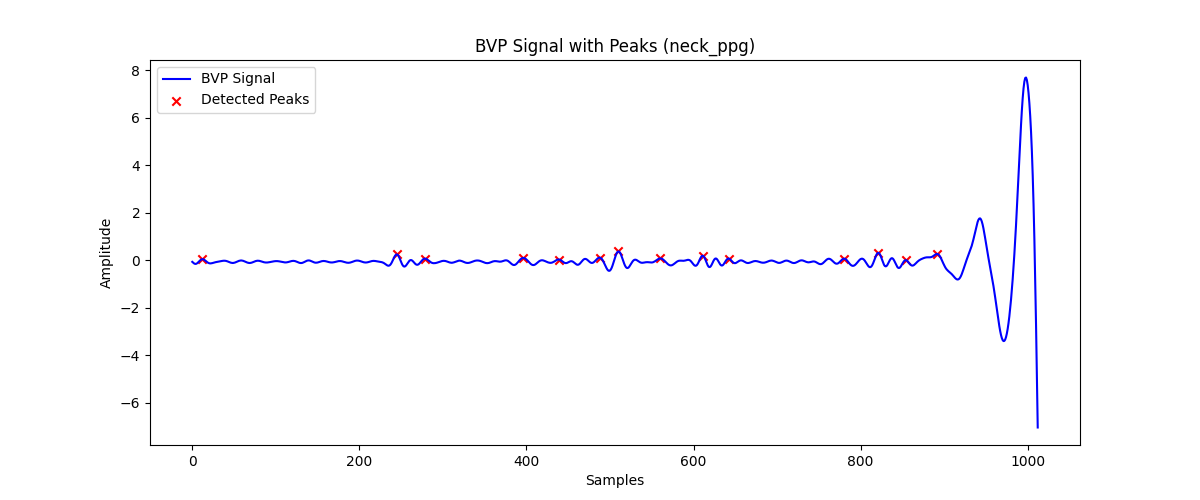 BVP Signal with Peaks (neck_ppg)
BVP Signal
Detected Peaks
Amplitude
8
6
4
2
0
−2
−4
−6
0 200 400 600 800 1000
Samples